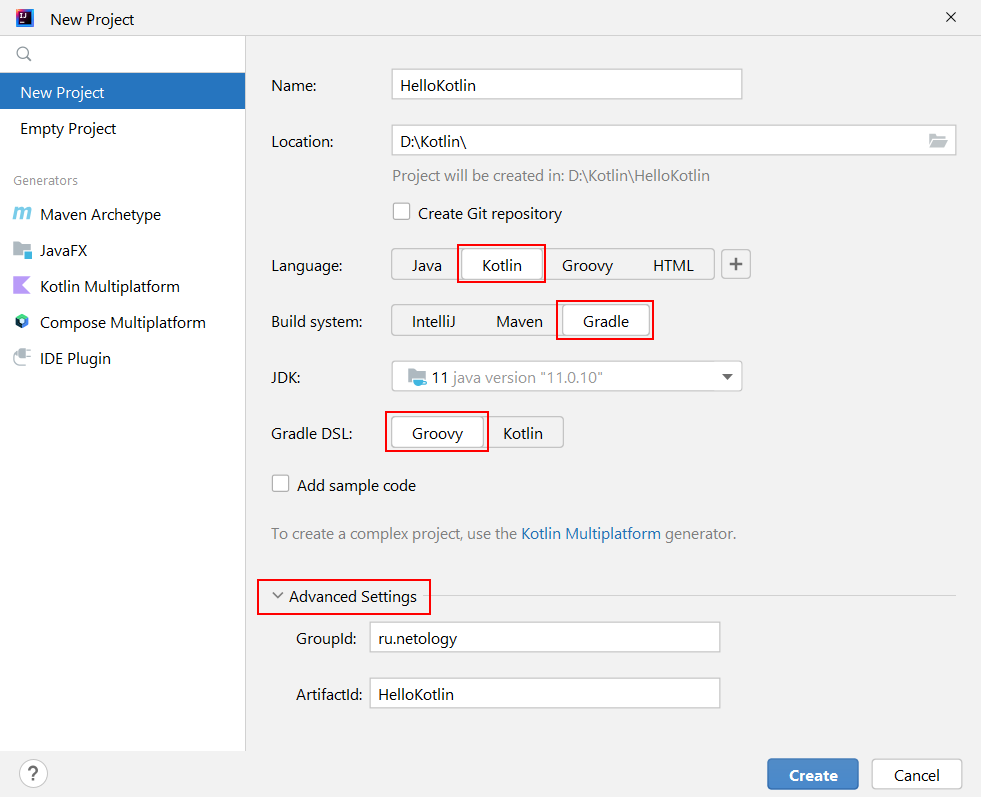 New Project
New Project
Empty Project
Generators
Maven Archetype
JavaFX
Kotlin Multiplatform
Compose Multiplatform
IDE Plugin
Name: HelloKotlin
Location: D:\Kotlin\
Project will be created in: D:\Kotlin\HelloKotlin
Create Git repository
Language: Java Kotlin Groovy HTML +
Build system: IntelliJ Maven Gradle
JDK: 11 java version "11.0.10"
Gradle DSL: Groovy Kotlin
Add sample code
To create a complex project, use the Kotlin Multiplatform generator.
Advanced Settings
GroupId: ru.netology
ArtifactId: HelloKotlin
? Create Cancel